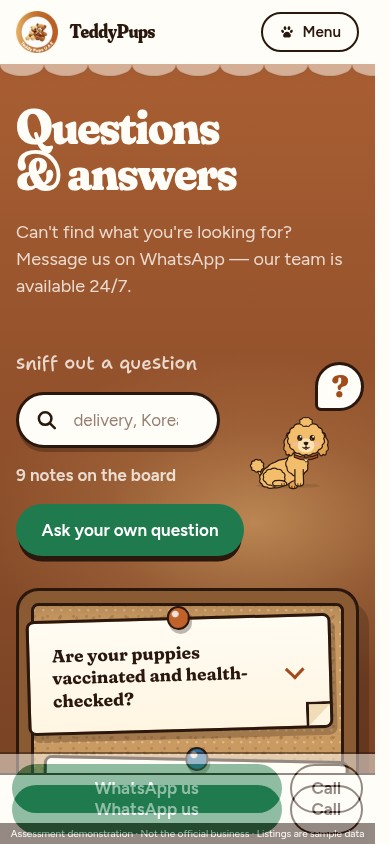 TeddyPups
Menu
Questions
& answers
Can't find what you're looking for?
Message us on WhatsApp — our team is
available 24/7.
sniff out a question
delivery, Korea
?
9 notes on the board
Ask your own question
Are your puppies
vaccinated and health-
checked?
WhatsApp us
Call
WhatsApp us
Call
Assessment demonstration · Not the official business · Listings are sample data